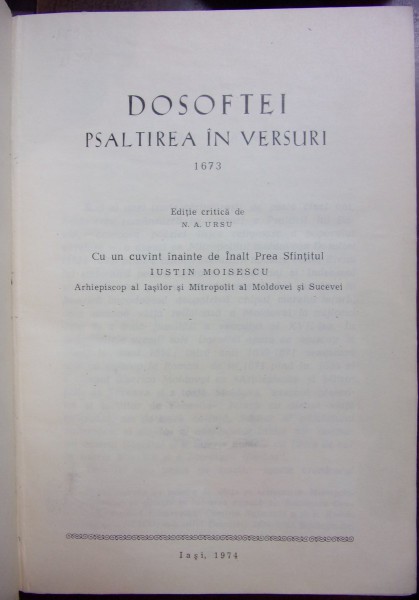 DOSOFTEI
PSALTIREA ÎN VERSURI
1673
Ediție critică de
N. A. URSU
Cu un cuvînt înainte de Înalt Prea Sfințitul
IUSTIN MOISESCU
Arhiepiscop al Iașilor și Mitropolit al Moldovei și Sucevei
Iași, 1974